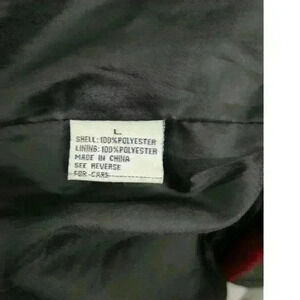 L
SHELL: 100% POLYESTER
LINING: 100% POLYESTER
MADE IN CHINA
SEE REVERSE
FOR CARE